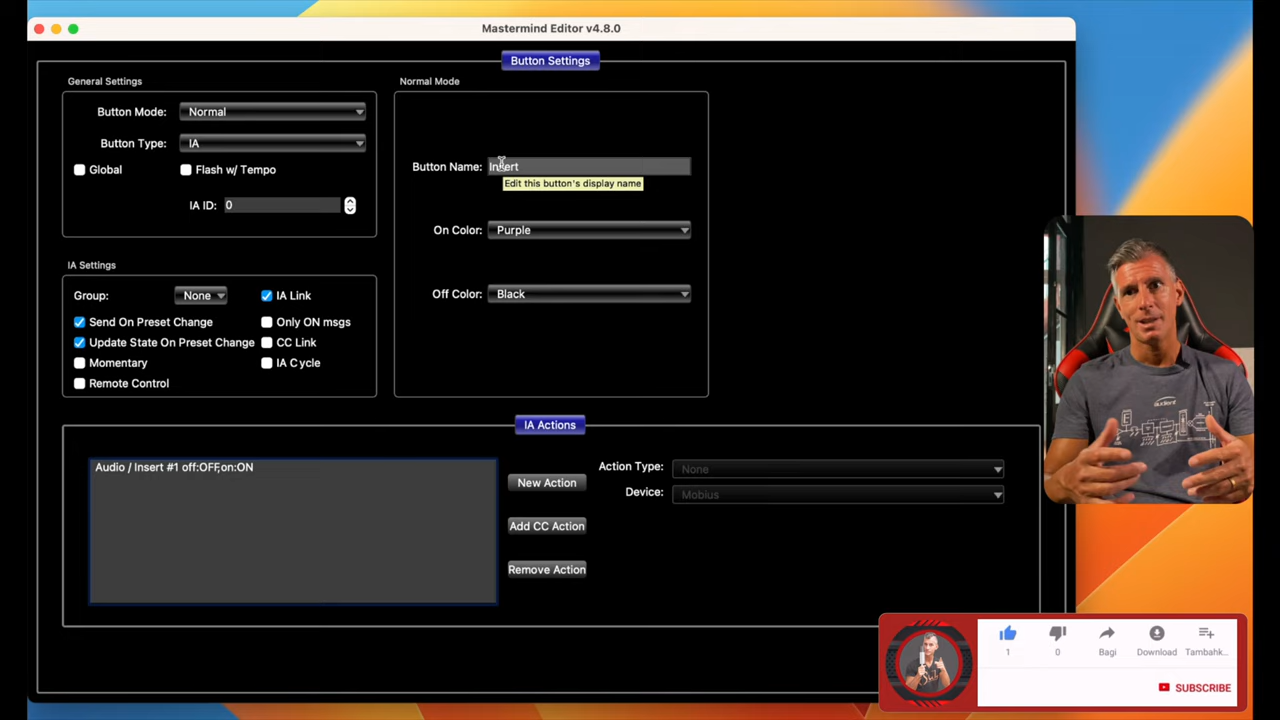 Mastermind Editor v4.8.0
Button Settings
General Settings
Button Mode: Normal
Button Type: IA
Global
Flash w/ Tempo
IA ID: 0
Normal Mode
Button Name: Insert
Edit this button's display name
On Color: Purple
Off Color: Black
IA Settings
Group: None
IA Link
Send On Preset Change
Only ON msgs
Update State On Preset Change
CC Link
Momentary
IA Cycle
Remote Control
IA Actions
Audio / Insert #1 off:OFF,on:ON
New Action
Add CC Action
Remove Action
Action Type: None
Device: Mobius
audient
1
0
Bagi
Download
Tambahk...
SUBSCRIBE